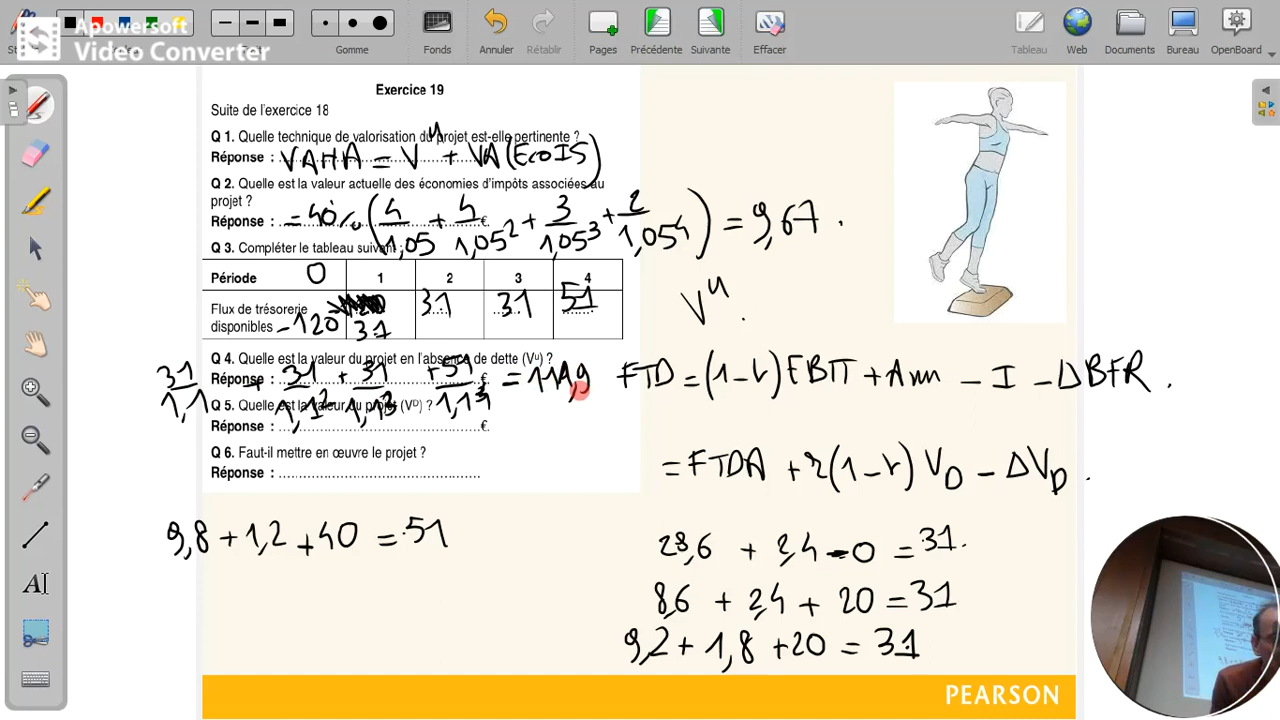 Apowersoft
Video Converter
Gomme
Fonds
Annuler
Rétablir
Pages
Précédente
Suivante
Effacer
Tableau
Web
Documents
Bureau
OpenBoard
Exercice 19
Suite de l'exercice 18
Q 1. Quelle technique de valorisation du projet est-elle pertinente ?
Réponse : VAHA = V^u + VA(EcoIS)
Q 2. Quelle est la valeur actuelle des économies d'impôts associées au
projet ?
Réponse : = 40% (4/1,05 + 4/1,05² + 3/1,05³ + 2/1,05⁴) = 9,67 .
Q 3. Compléter le tableau suivant :
Période 0 1 2 3 4
Flux de trésorerie
disponibles -120 31 31 31 51
V^u .
Q 4. Quelle est la valeur du projet en l'absence de dette (Vᵁ) ?
Réponse : 31/1,1 + 31/1,1² + 31/1,1³ + 51/1,1 € =
FTD = (1-τ) EBIT + Am - I - ΔBFR .
Q 5. Quelle est la valeur du projet (Vᴰ) ?
Réponse : €
Q 6. Faut-il mettre en œuvre le projet ?
Réponse :
= FTDA + r(1-τ) V_D - ΔV_D .
9,8 + 1,2 + 40 = 51
28,6 + 2,4 - 0 = 31.
8,6 + 2,4 + 20 = 31
9,2 + 1,8 + 20 = 31
PEARSON